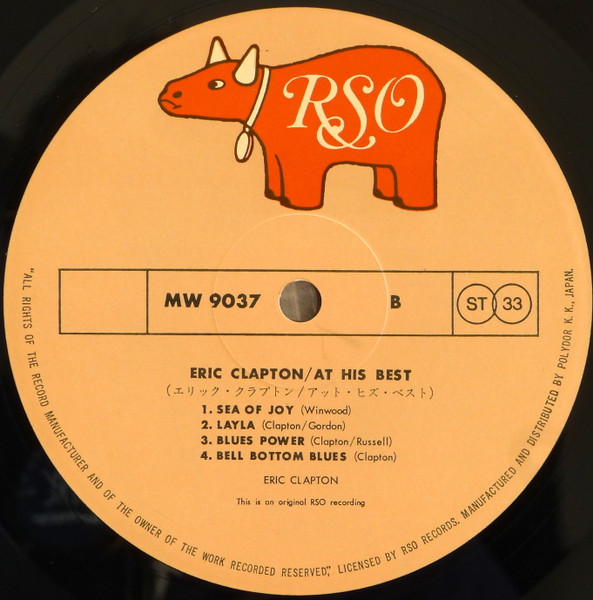 RSO
MW 9037
B
ST 33
ERIC CLAPTON/AT HIS BEST
(エリック・クラプトン/アット・ヒズ・ベスト)
1. SEA OF JOY (Winwood)
2. LAYLA (Clapton/Gordon)
3. BLUES POWER (Clapton/Russell)
4. BELL BOTTOM BLUES (Clapton)
ERIC CLAPTON
This is an original RSO recording
"ALL RIGHTS OF THE RECORD MANUFACTURER AND OF THE OWNER OF THE WORK RECORDED RESERVED," LICENSED BY RSO RECORDS. MANUFACTURED AND DISTRIBUTED BY POLYDOR K. K., JAPAN.